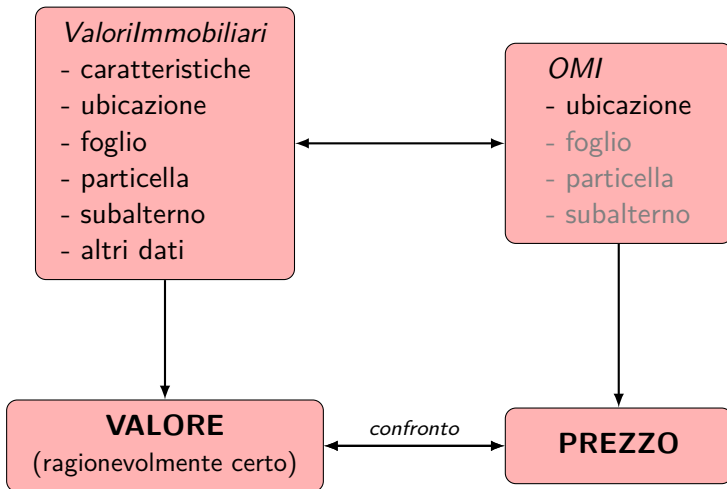 ValoriImmobiliari
- caratteristiche
- ubicazione
- foglio
- particella
- subalterno
- altri dati
OMI
- ubicazione
- foglio
- particella
- subalterno
VALORE
(ragionevolmente certo)
confronto
PREZZO